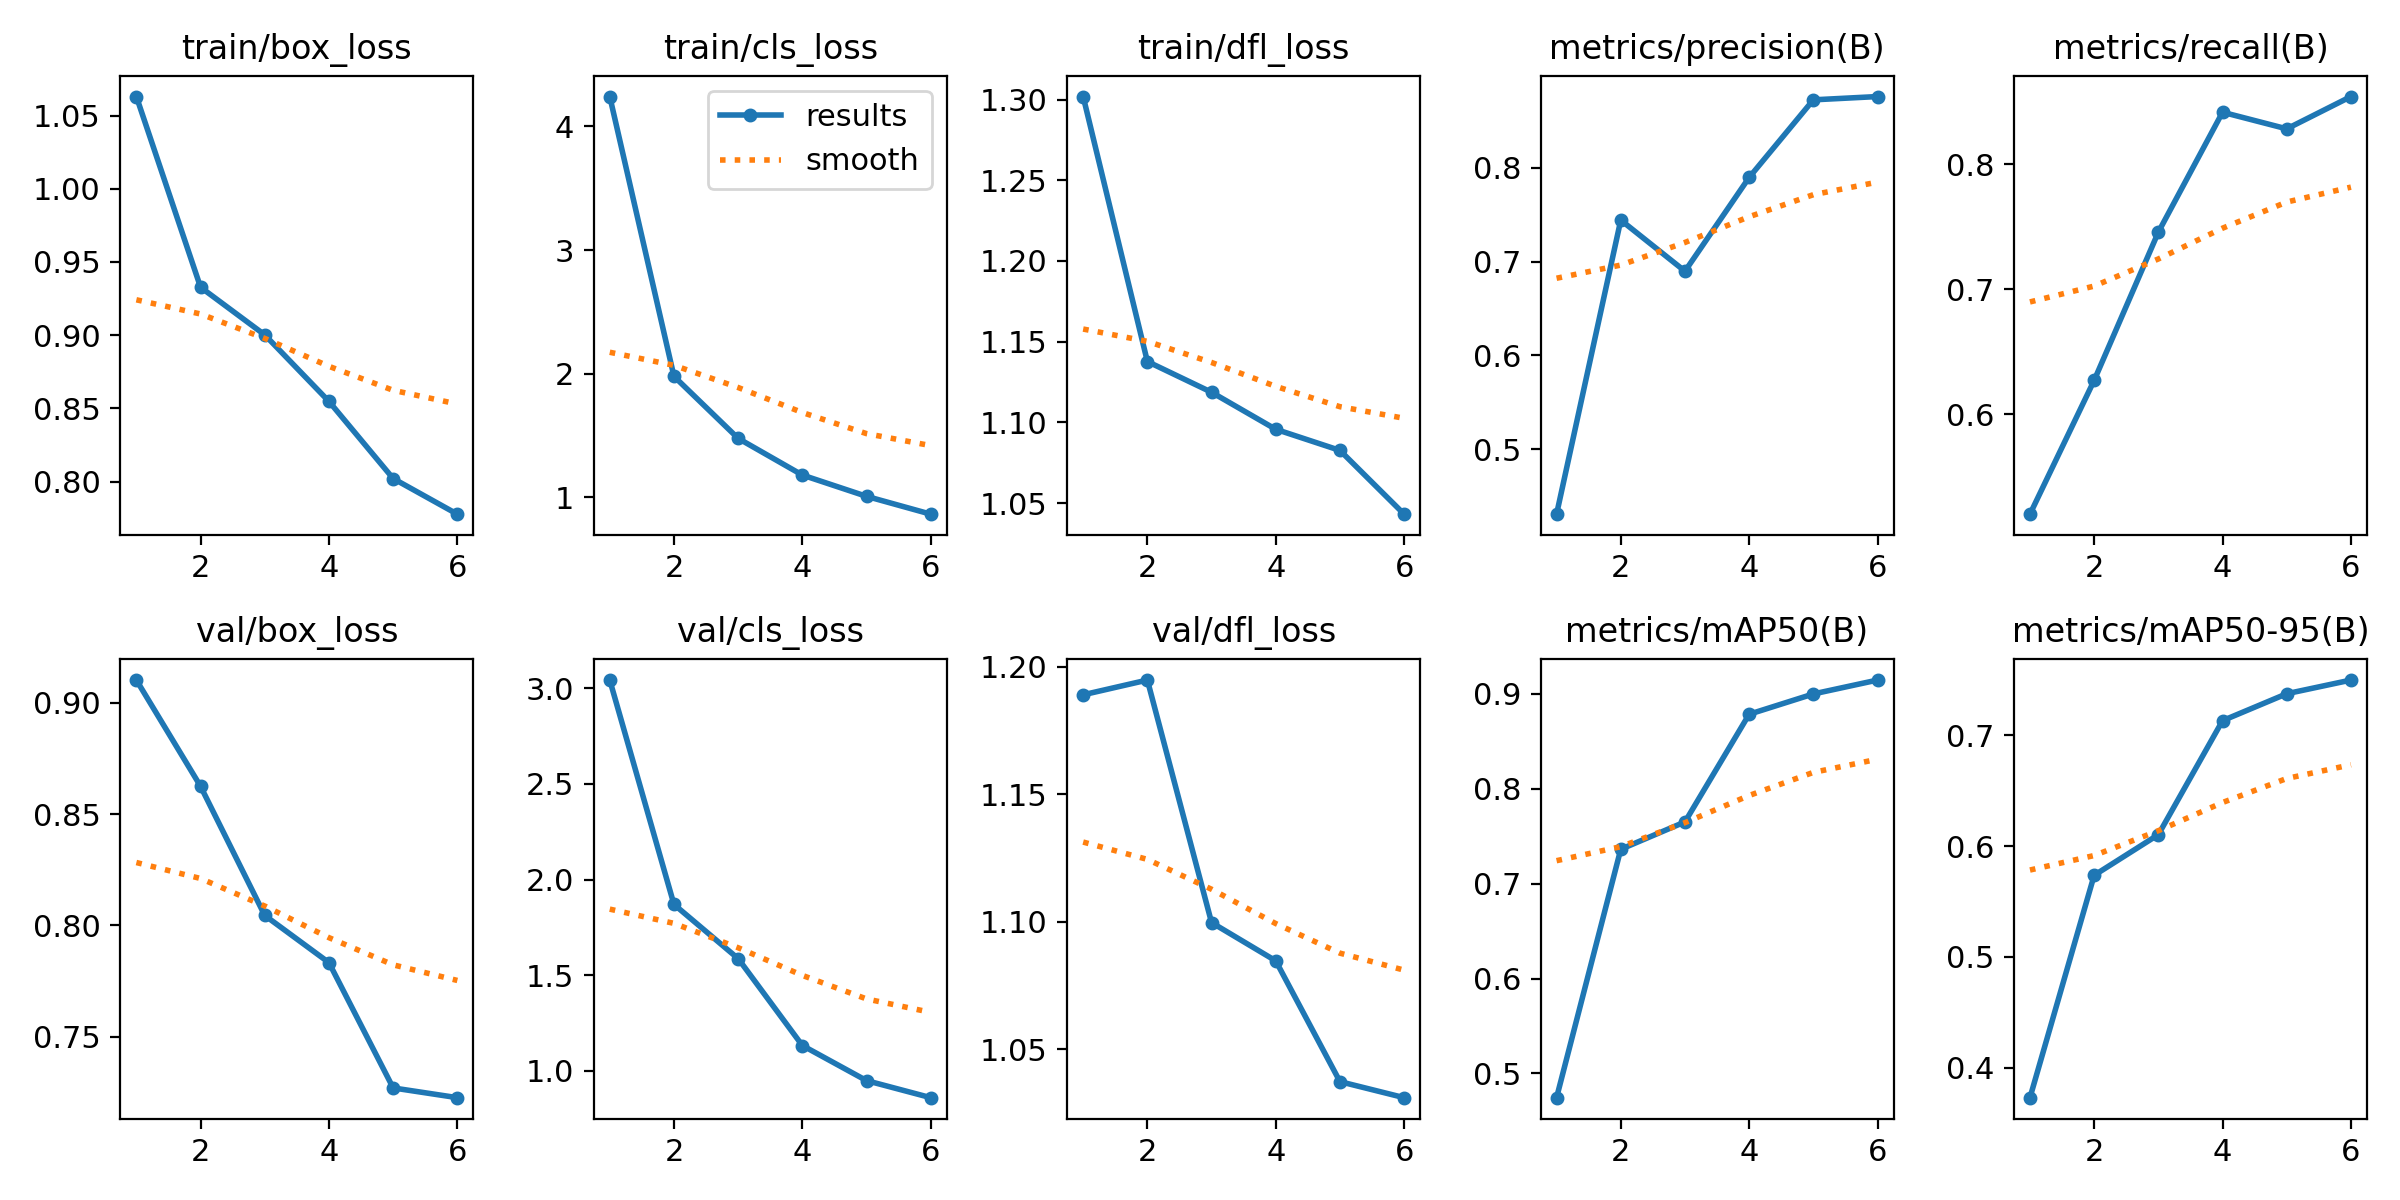 train/box_loss
1.05
1.00
0.95
0.90
0.85
0.80
2 4 6
train/cls_loss
results
smooth
4
3
2
1
2 4 6
train/dfl_loss
1.30
1.25
1.20
1.15
1.10
1.05
2 4 6
metrics/precision(B)
0.8
0.7
0.6
0.5
2 4 6
metrics/recall(B)
0.8
0.7
0.6
2 4 6
val/box_loss
0.90
0.85
0.80
0.75
2 4 6
val/cls_loss
3.0
2.5
2.0
1.5
1.0
2 4 6
val/dfl_loss
1.20
1.15
1.10
1.05
2 4 6
metrics/mAP50(B)
0.9
0.8
0.7
0.6
0.5
2 4 6
metrics/mAP50-95(B)
0.7
0.6
0.5
0.4
2 4 6